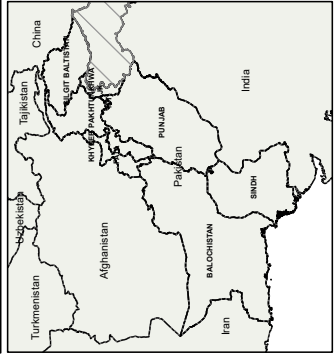 China
Tajikistan
Uzbekistan
Turkmenistan
GILGIT BALTISTAN
KHYBER PAKHTUNKHWA
Afghanistan
PUNJAB
Pakistan
India
BALOCHISTAN
SINDH
Iran